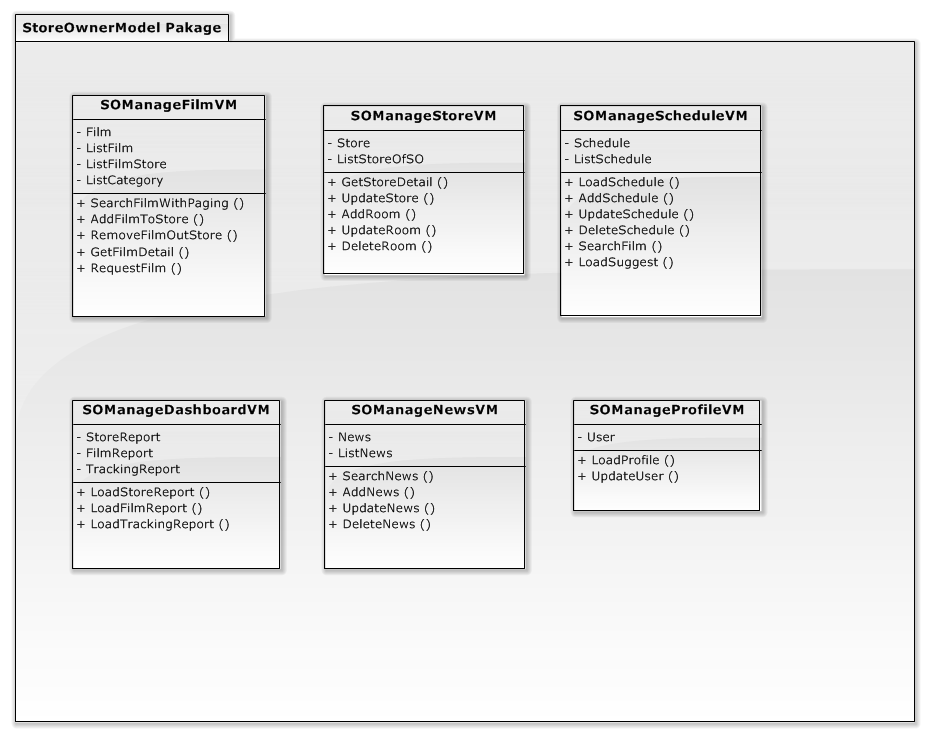 StoreOwnerModel Pakage
SOManageFilmVM
- Film
- ListFilm
- ListFilmStore
- ListCategory
+ SearchFilmWithPaging ()
+ AddFilmToStore ()
+ RemoveFilmOutStore ()
+ GetFilmDetail ()
+ RequestFilm ()
SOManageStoreVM
- Store
- ListStoreOfSO
+ GetStoreDetail ()
+ UpdateStore ()
+ AddRoom ()
+ UpdateRoom ()
+ DeleteRoom ()
SOManageScheduleVM
- Schedule
- ListSchedule
+ LoadSchedule ()
+ AddSchedule ()
+ UpdateSchedule ()
+ DeleteSchedule ()
+ SearchFilm ()
+ LoadSuggest ()
SOManageDashboardVM
- StoreReport
- FilmReport
- TrackingReport
+ LoadStoreReport ()
+ LoadFilmReport ()
+ LoadTrackingReport ()
SOManageNewsVM
- News
- ListNews
+ SearchNews ()
+ AddNews ()
+ UpdateNews ()
+ DeleteNews ()
SOManageProfileVM
- User
+ LoadProfile ()
+ UpdateUser ()